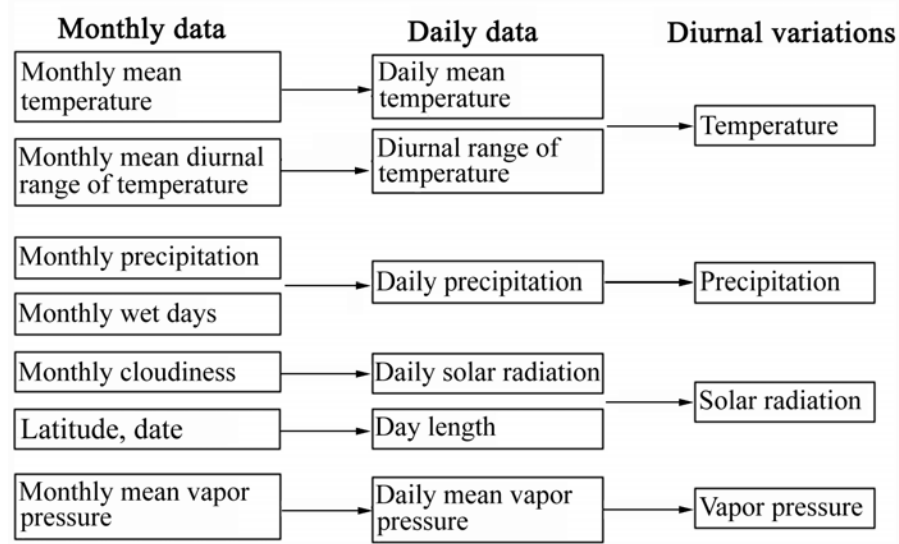 Monthly data
Daily data
Diurnal variations
Monthly mean
temperature
Daily mean
temperature
Temperature
Monthly mean diurnal
range of temperature
Diurnal range of
temperature
Monthly precipitation
Monthly wet days
Daily precipitation
Precipitation
Monthly cloudiness
Daily solar radiation
Solar radiation
Latitude, date
Day length
Monthly mean vapor
pressure
Daily mean vapor
pressure
Vapor pressure